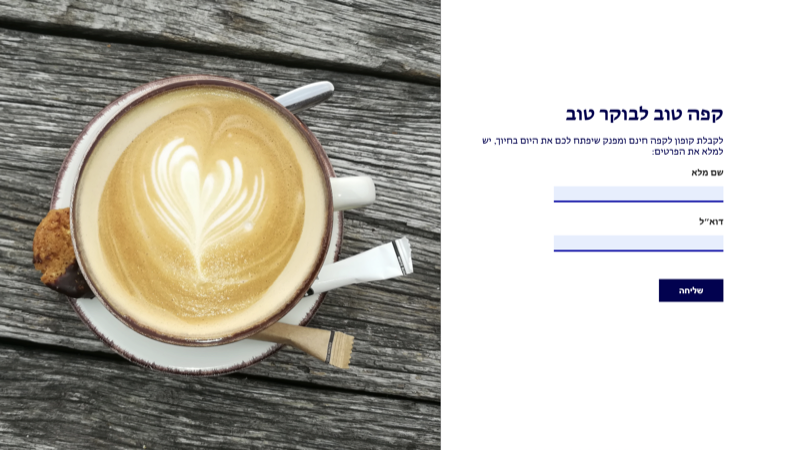 קפה טוב לבוקר טוב
לקבלת קופון לקפה חינם ומפנק שיפתח לכם את היום בחיוך, יש
למלא את הפרטים:
שם מלא
דוא״ל
שליחה